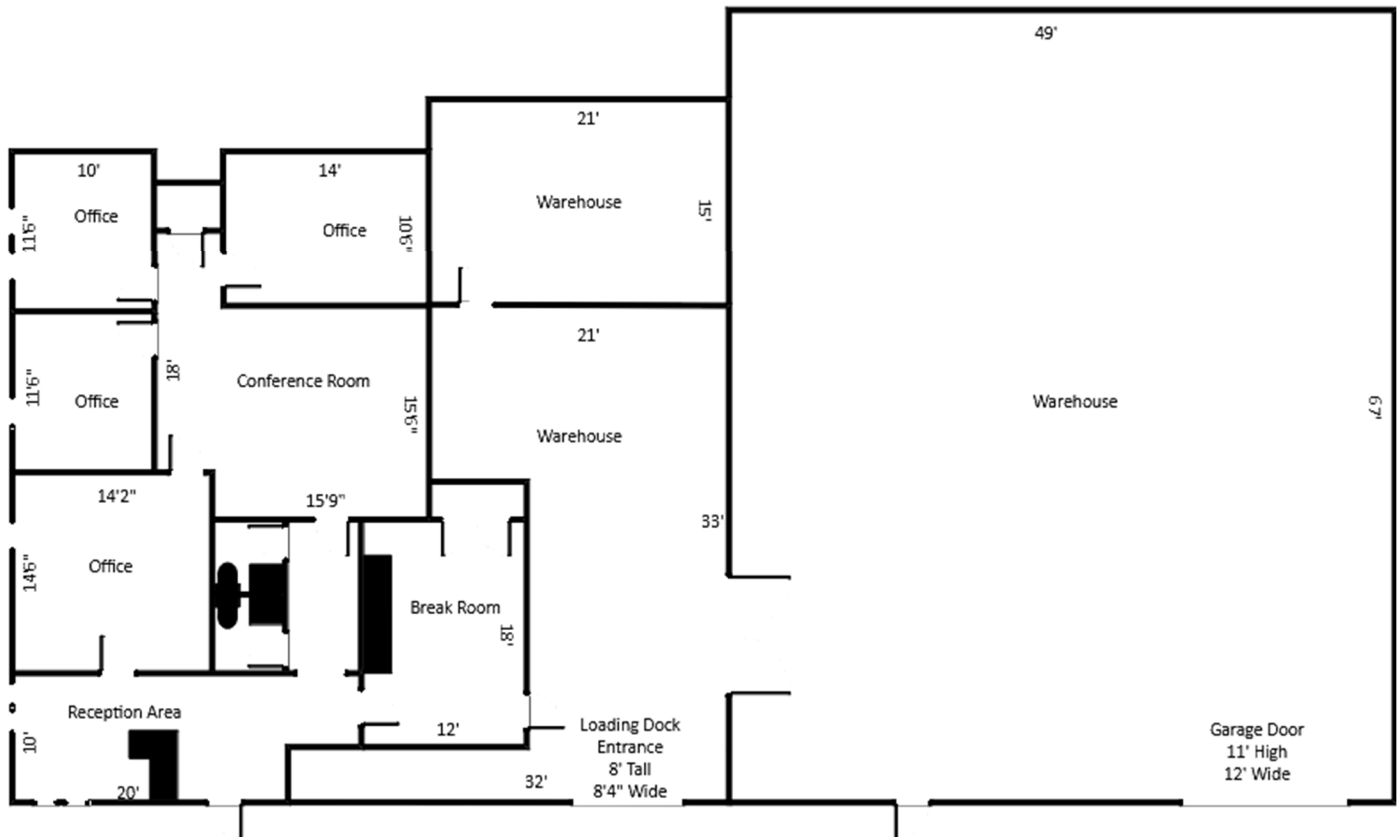 49'
21'
10'
14'
Office
11'6"
Office
10'6"
Warehouse
15'
21'
18'
Conference Room
11'6"
Office
15'6"
Warehouse
Warehouse
67'
14'2"
15'9"
33'
14'6"
Office
Break Room
18'
Reception Area
10'
20'
12'
32'
Loading Dock
Entrance
8' Tall
8'4" Wide
Garage Door
11' High
12' Wide